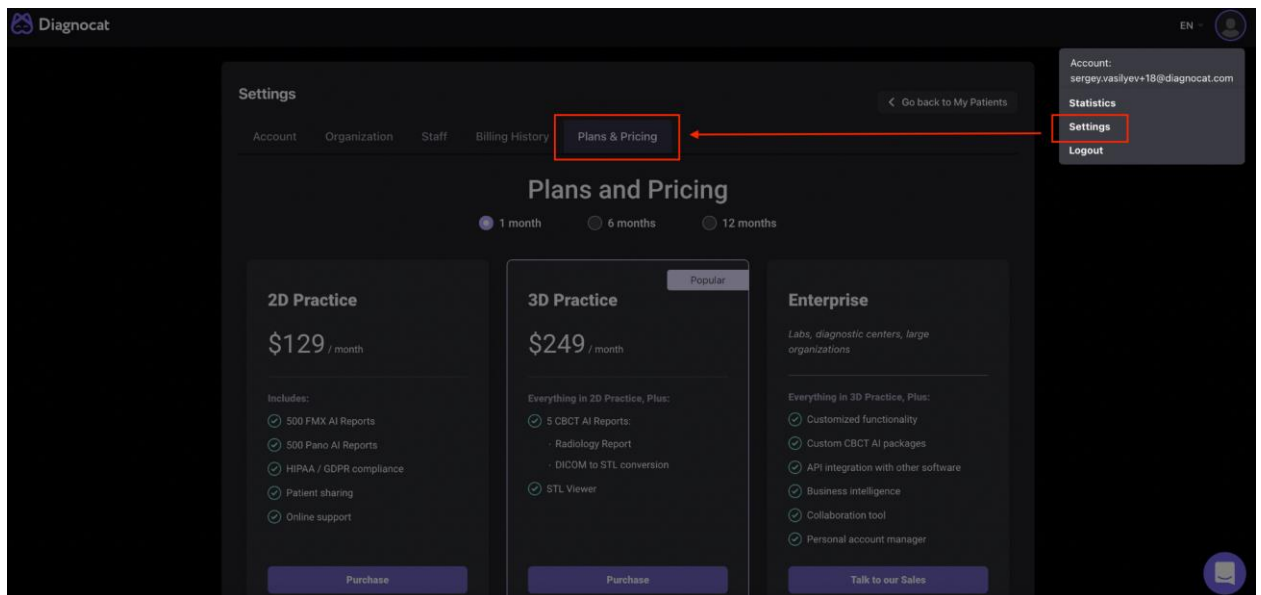 Diagnocat
EN
Account:
sergey.vasilyev+18@diagnocat.com
Statistics
Settings
Logout
Settings
Go back to My Patients
Account
Organization
Staff
Billing History
Plans & Pricing
Plans and Pricing
1 month
6 months
12 months
2D Practice
$129 / month
Includes:
500 FMX AI Reports
500 Pano AI Reports
HIPAA / GDPR compliance
Patient sharing
Online support
Purchase
Popular
3D Practice
$249 / month
Everything in 2D Practice, Plus:
5 CBCT AI Reports:
· Radiology Report
· DICOM to STL conversion
STL Viewer
Purchase
Enterprise
Labs, diagnostic centers, large
organizations
Everything in 3D Practice, Plus:
Customized functionality
Custom CBCT AI packages
API integration with other software
Business intelligence
Collaboration tool
Personal account manager
Talk to our Sales